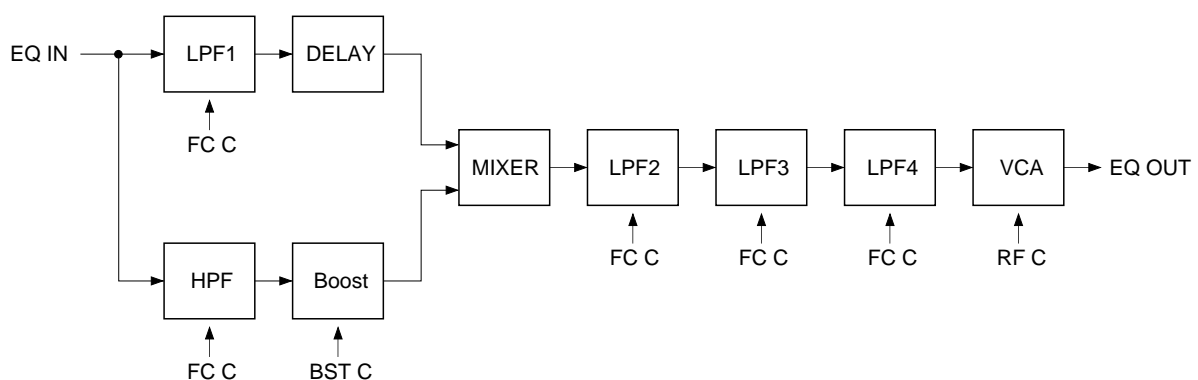 EQ IN
LPF1
DELAY
FC C
MIXER
LPF2
LPF3
LPF4
VCA
EQ OUT
FC C
FC C
FC C
RF C
HPF
Boost
FC C
BST C